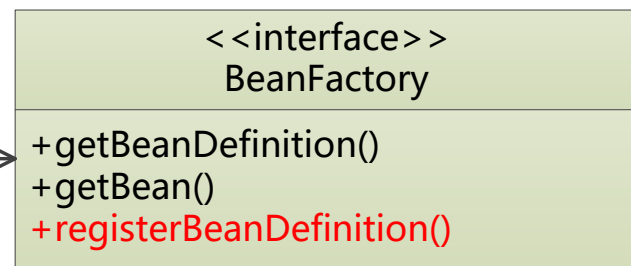 <<interface>>
BeanFactory
+getBeanDefinition()
+getBean()
+registerBeanDefinition()